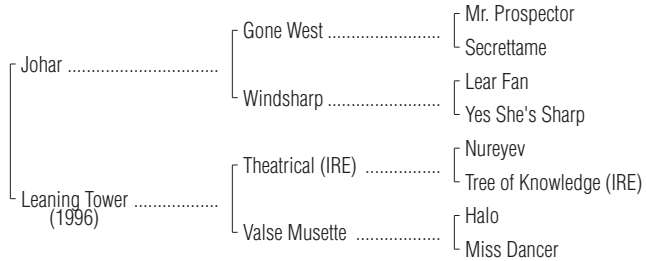 Mr. Prospector
Gone West ........................
Secrettame
Johar ................................
Lear Fan
Windsharp ........................
Yes She's Sharp
Nureyev
Theatrical (IRE) ................
Tree of Knowledge (IRE)
Leaning Tower ..................
(1996)
Halo
Valse Musette ..................
Miss Dancer